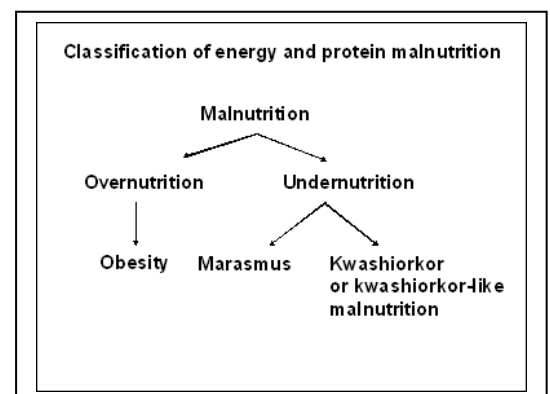 Classification of energy and protein malnutrition
Malnutrition
Overnutrition
Undernutrition
Obesity
Marasmus
Kwashiorkor
or kwashiorkor-like
malnutrition